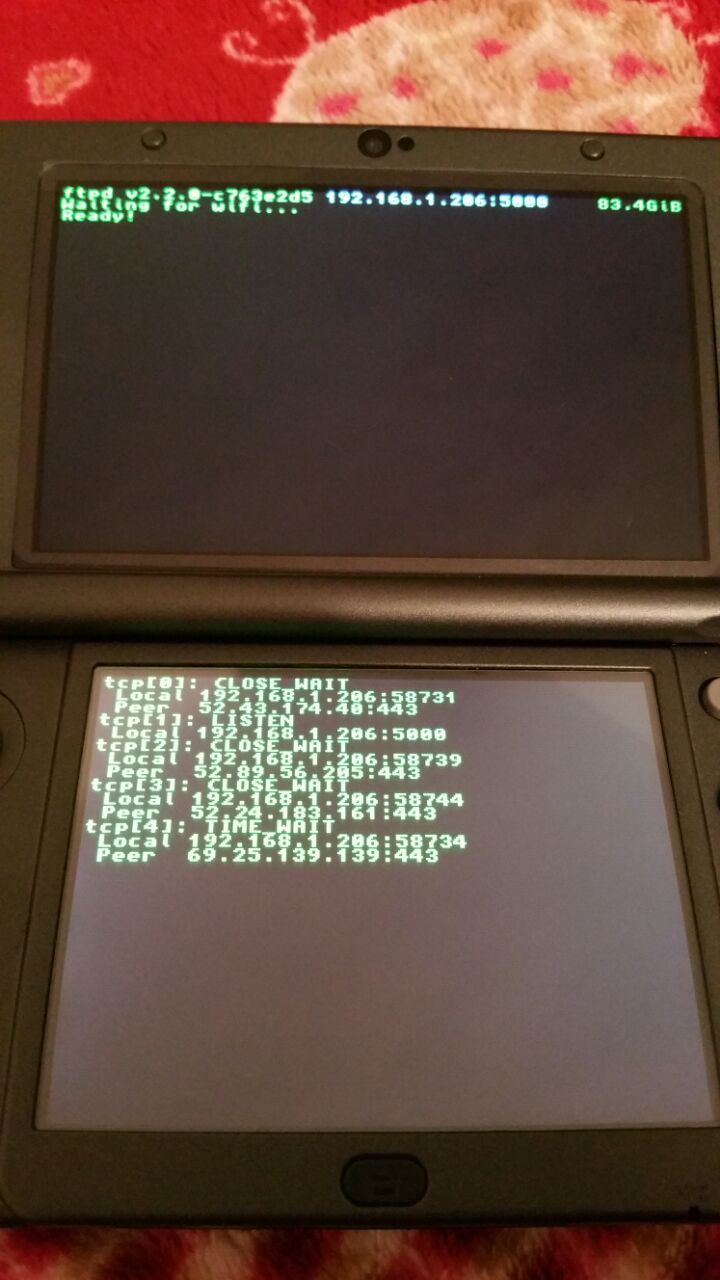 ftpd v2.2.0-c763e2d5 192.168.1.206:5000 83.4GiB
Waiting for wifi...
Ready!
tcp[0]: CLOSE_WAIT
Local 192.168.1.206:58731
Peer 52.43.174.40:443
tcp[1]: LISTEN
Local 192.168.1.206:5000
tcp[2]: CLOSE_WAIT
Local 192.168.1.206:58739
Peer 52.89.56.205:443
tcp[3]: CLOSE_WAIT
Local 192.168.1.206:58744
Peer 52.24.183.161:443
tcp[4]: TIME_WAIT
Local 192.168.1.206:58734
Peer 69.25.139.139:443